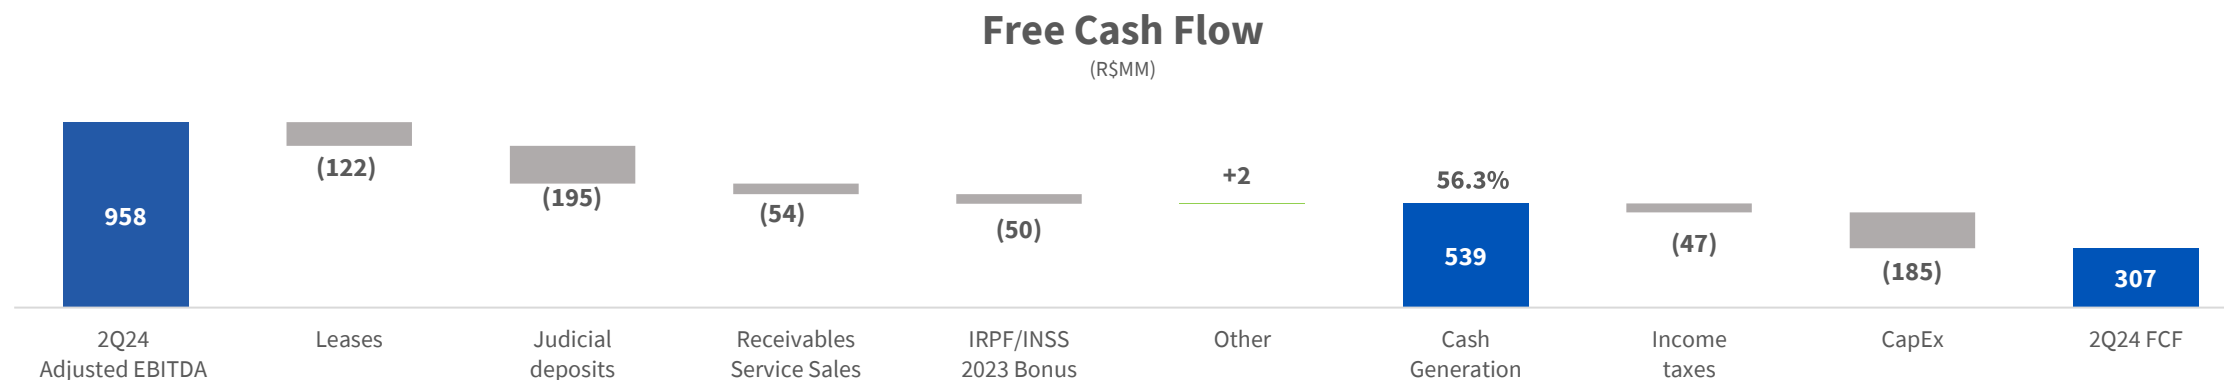 Free Cash Flow
(R$MM)
958
(122)
(195)
(54)
(50)
+2
56.3%
539
(47)
(185)
307
2Q24
Adjusted EBITDA
Leases
Judicial
deposits
Receivables
Service Sales
IRPF/INSS
2023 Bonus
Other
Cash
Generation
Income
taxes
CapEx
2Q24 FCF